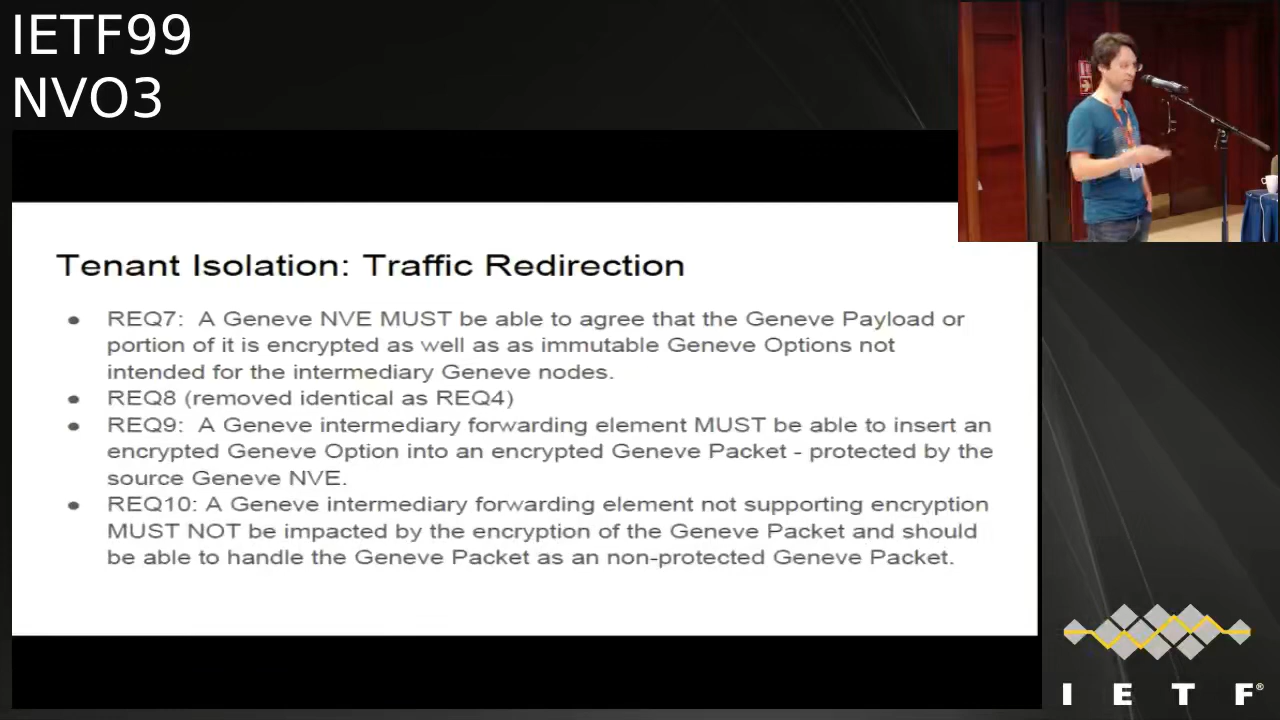 IETF99
NVO3
Tenant Isolation: Traffic Redirection
● REQ7: A Geneve NVE MUST be able to agree that the Geneve Payload or
portion of it is encrypted as well as as immutable Geneve Options not
intended for the intermediary Geneve nodes.
● REQ8 (removed identical as REQ4)
● REQ9: A Geneve intermediary forwarding element MUST be able to insert an
encrypted Geneve Option into an encrypted Geneve Packet - protected by the
source Geneve NVE.
● REQ10: A Geneve intermediary forwarding element not supporting encryption
MUST NOT be impacted by the encryption of the Geneve Packet and should
be able to handle the Geneve Packet as an non-protected Geneve Packet.
I E T F®